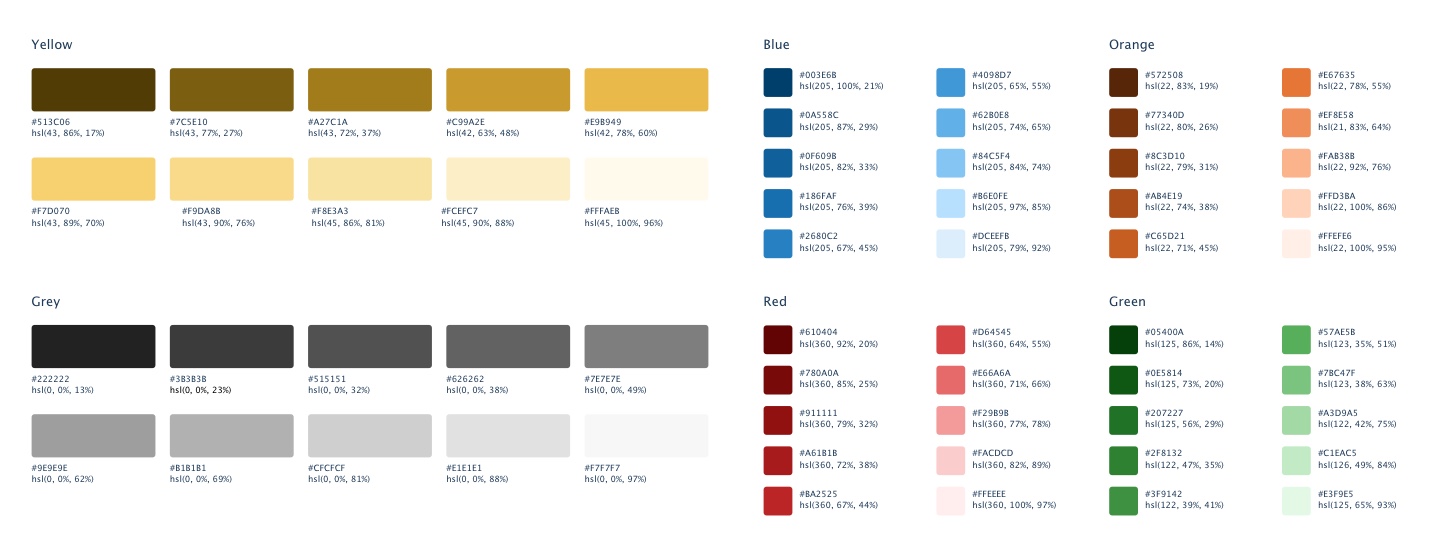 Yellow
#513C06
hsl(43, 86%, 17%)
#7C5E10
hsl(43, 77%, 27%)
#A27C1A
hsl(43, 72%, 37%)
#C99A2E
hsl(42, 63%, 48%)
#E9B949
hsl(42, 78%, 60%)
#F7D070
hsl(43, 89%, 70%)
#F9DA8B
hsl(43, 90%, 76%)
#F8E3A3
hsl(45, 86%, 81%)
#FCEFC7
hsl(45, 90%, 88%)
#FFFAEB
hsl(45, 100%, 96%)
Blue
#003E6B
hsl(205, 100%, 21%)
#0A558C
hsl(205, 87%, 29%)
#0F609B
hsl(205, 82%, 33%)
#186FAF
hsl(205, 76%, 39%)
#2680C2
hsl(205, 67%, 45%)
#4098D7
hsl(205, 65%, 55%)
#62B0E8
hsl(205, 74%, 65%)
#84C5F4
hsl(205, 84%, 74%)
#B6E0FE
hsl(205, 97%, 85%)
#DCEEFB
hsl(205, 79%, 92%)
Orange
#572508
hsl(22, 83%, 19%)
#77340D
hsl(22, 80%, 26%)
#8C3D10
hsl(22, 79%, 31%)
#AB4E19
hsl(22, 74%, 38%)
#C65D21
hsl(22, 71%, 45%)
#E67635
hsl(22, 78%, 55%)
#EF8E58
hsl(21, 83%, 64%)
#FAB38B
hsl(22, 92%, 76%)
#FFD3BA
hsl(22, 100%, 86%)
#FFEFE6
hsl(22, 100%, 95%)
Grey
#222222
hsl(0, 0%, 13%)
#3B3B3B
hsl(0, 0%, 23%)
#515151
hsl(0, 0%, 32%)
#626262
hsl(0, 0%, 38%)
#7E7E7E
hsl(0, 0%, 49%)
#9E9E9E
hsl(0, 0%, 62%)
#B1B1B1
hsl(0, 0%, 69%)
#CFCFCF
hsl(0, 0%, 81%)
#E1E1E1
hsl(0, 0%, 88%)
#F7F7F7
hsl(0, 0%, 97%)
Red
#610404
hsl(360, 92%, 20%)
#780A0A
hsl(360, 85%, 25%)
#911111
hsl(360, 79%, 32%)
#A61B1B
hsl(360, 72%, 38%)
#BA2525
hsl(360, 67%, 44%)
#D64545
hsl(360, 64%, 55%)
#E66A6A
hsl(360, 71%, 66%)
#F29B9B
hsl(360, 77%, 78%)
#FACDCD
hsl(360, 82%, 89%)
#FFEEEE
hsl(360, 100%, 97%)
Green
#05400A
hsl(125, 86%, 14%)
#0E5814
hsl(125, 73%, 20%)
#207227
hsl(125, 56%, 29%)
#2F8132
hsl(122, 47%, 35%)
#3F9142
hsl(122, 39%, 41%)
#57AE5B
hsl(123, 35%, 51%)
#7BC47F
hsl(123, 38%, 63%)
#A3D9A5
hsl(122, 42%, 75%)
#C1EAC5
hsl(126, 49%, 84%)
#E3F9E5
hsl(125, 65%, 93%)